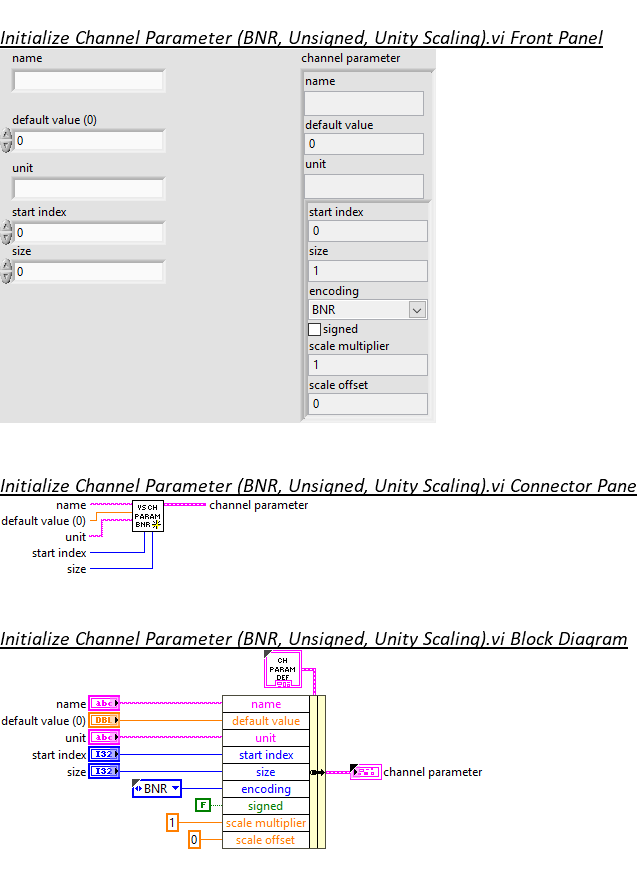 Initialize Channel Parameter (BNR, Unsigned, Unity Scaling).vi Front Panel
name
default value (0)
0
unit
start index
0
size
0
channel parameter
name
default value
0
unit
start index
0
size
1
encoding
BNR
signed
scale multiplier
1
scale offset
0
Initialize Channel Parameter (BNR, Unsigned, Unity Scaling).vi Connector Pane
name
default value (0)
unit
start index
size
VS CH
PARAM
BNR
channel parameter
Initialize Channel Parameter (BNR, Unsigned, Unity Scaling).vi Block Diagram
CH
PARAM
DEF
name abc name
default value (0) DBL default value
unit abc unit
start index I32 start index
size I32 size
channel parameter
BNR encoding
F signed
1 scale multiplier
0 scale offset